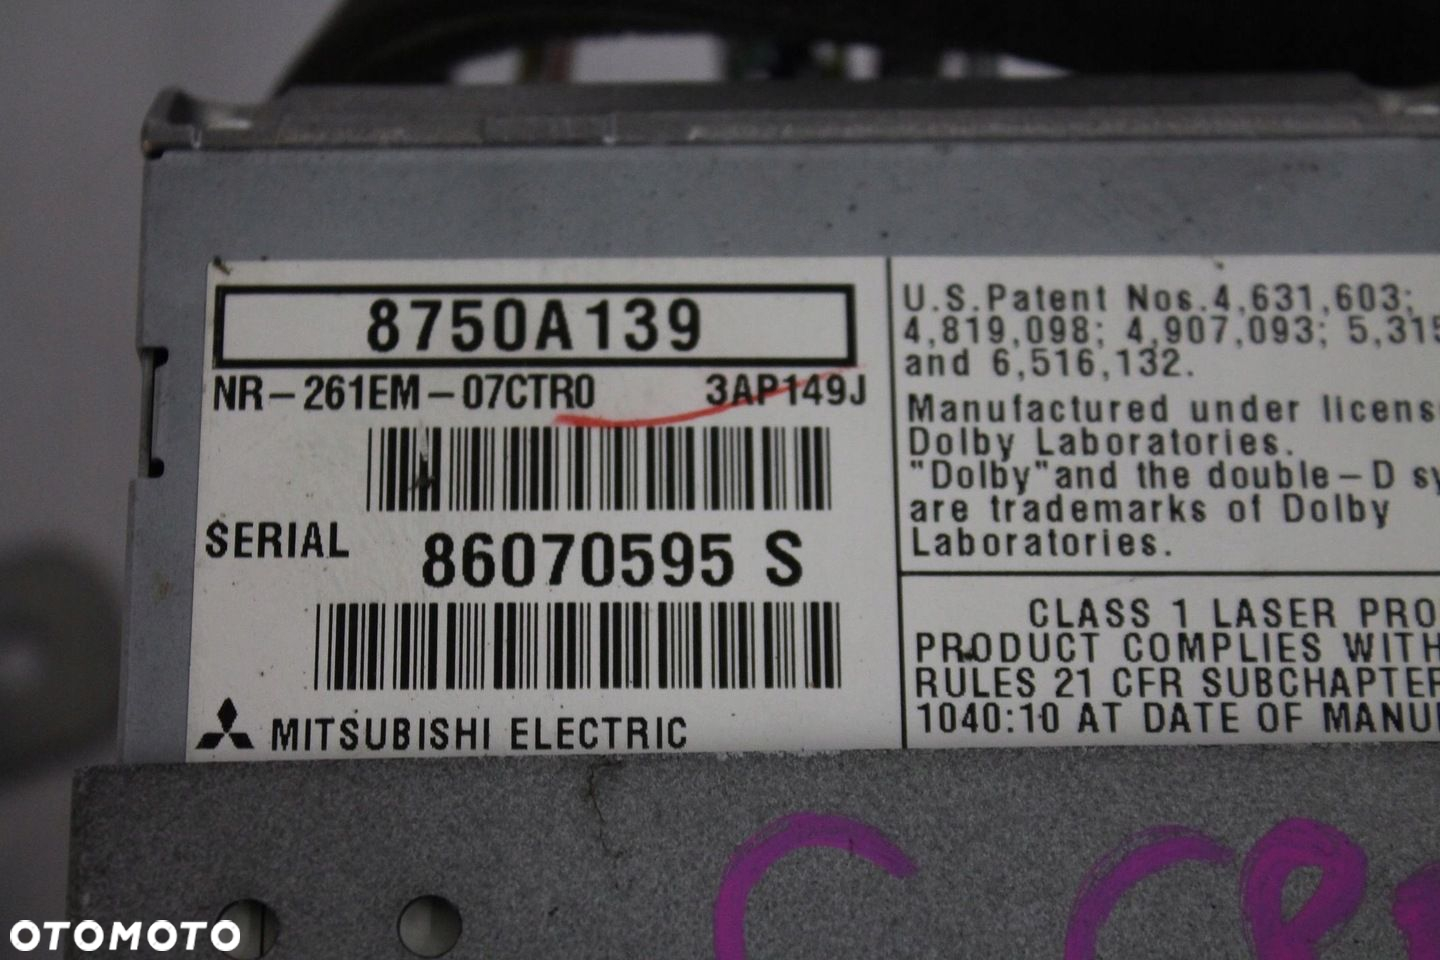 8750A139
NR-261EM-07CTR0 3AP149J
SERIAL 86070595 S
MITSUBISHI ELECTRIC
U.S.Patent Nos.4,631,603;
4,819,098; 4,907,093; 5,315
and 6,516,132.
Manufactured under licens
Dolby Laboratories.
"Dolby"and the double-D sy
are trademarks of Dolby
Laboratories.
CLASS 1 LASER PRO
PRODUCT COMPLIES WITH
RULES 21 CFR SUBCHAPTER
1040:10 AT DATE OF MANU
OTOMOTO